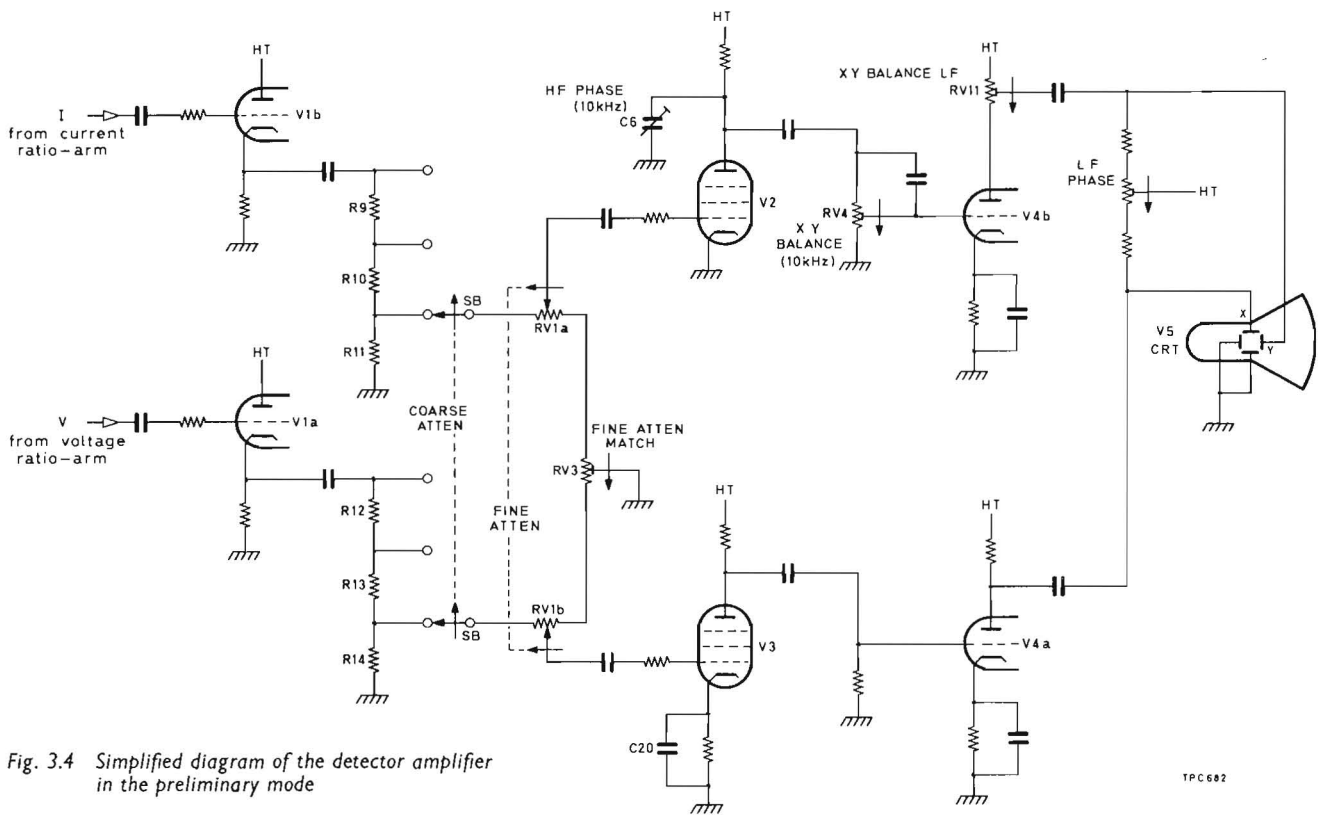 HT
I
from current
ratio-arm
V1b
R9
R10
R11
HT
V
from voltage
ratio-arm
V1a
R12
R13
R14
SB
COARSE
ATTEN
SB
FINE
ATTEN
RV1a
RV1b
FINE ATTEN
MATCH
RV3
HT
HF PHASE
(10kHz)
C6
V2
RV4
XY
BALANCE
(10kHz)
HT
XY BALANCE LF
RV11
V4b
LF
PHASE
HT
X
Y
V5
CRT
HT
V3
C20
HT
V4a
Fig. 3.4 Simplified diagram of the detector amplifier
in the preliminary mode
TPC682